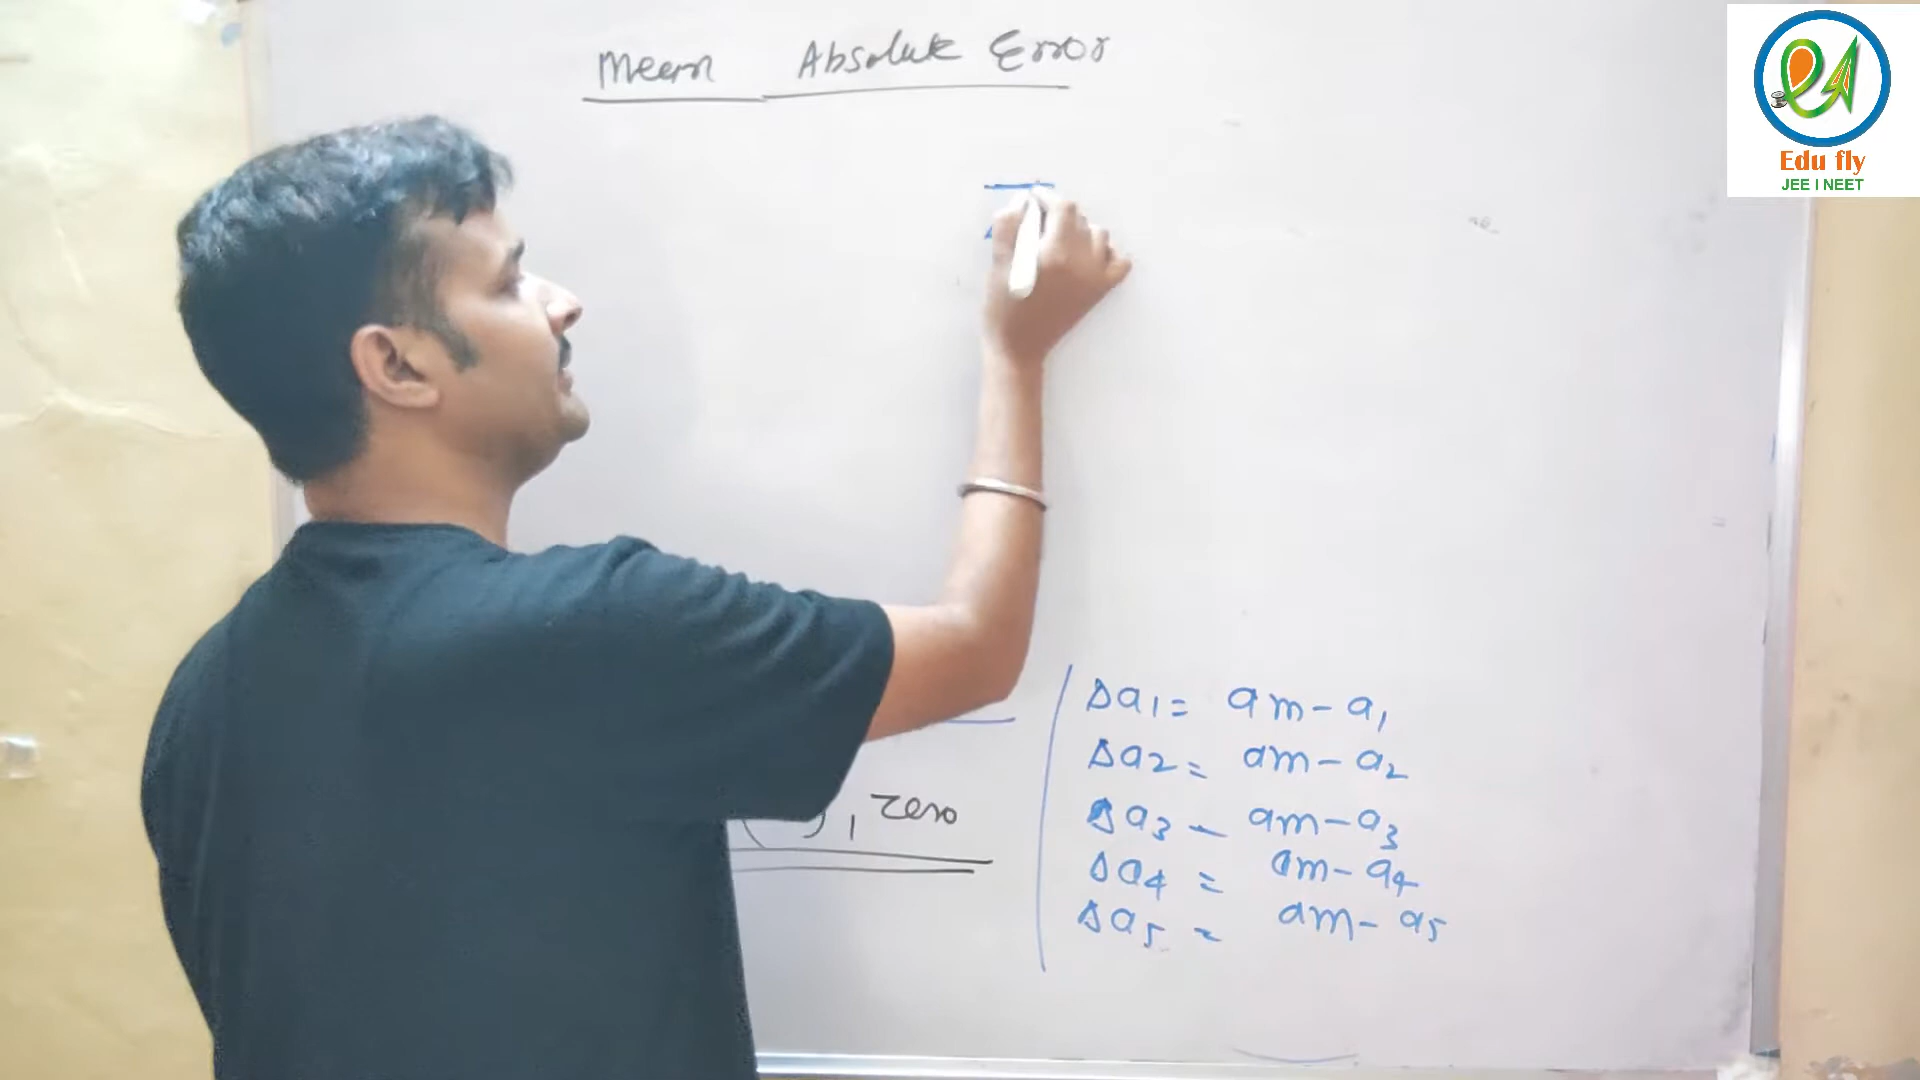 Mean Absolute Error
Edu fly
JEE I NEET
Δa1= am-a1
Δa2= am-a2
Δa3- am-a3
Δa4 = am-a4
Δa5 ~ am-a5
, zero